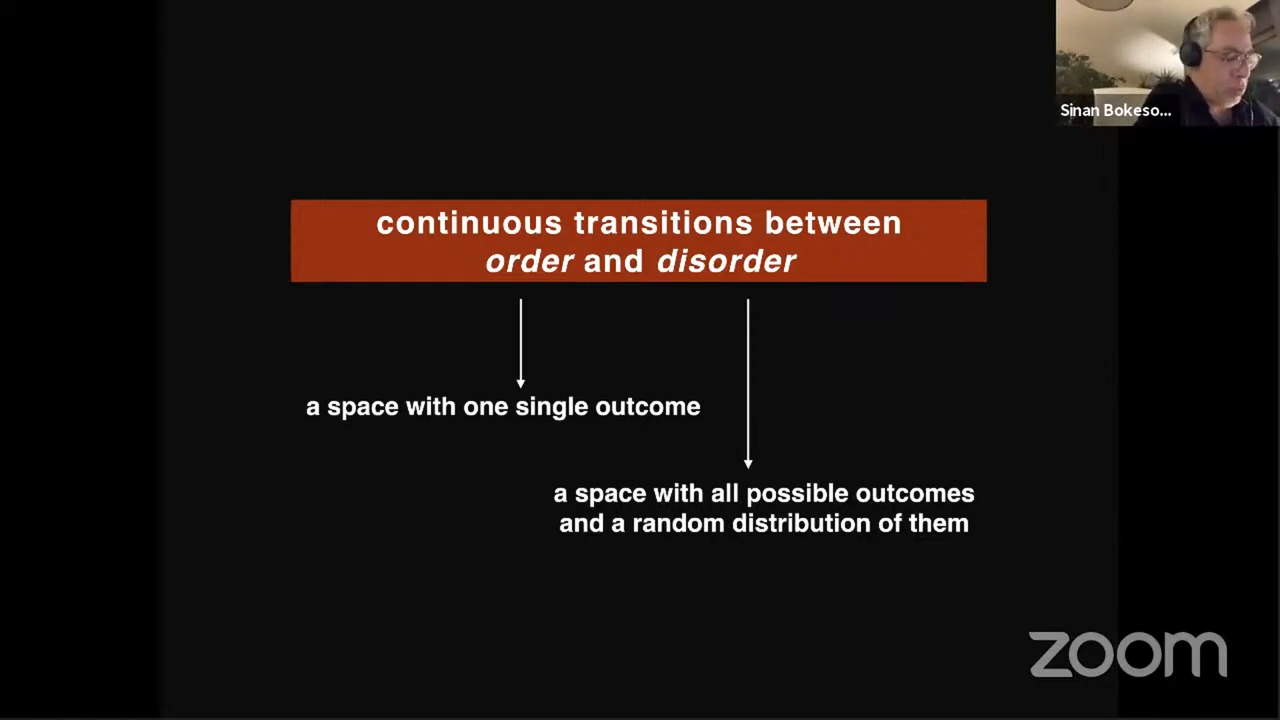 Sinan Bokeso...
continuous transitions between
order and disorder
a space with one single outcome
a space with all possible outcomes
and a random distribution of them
zoom